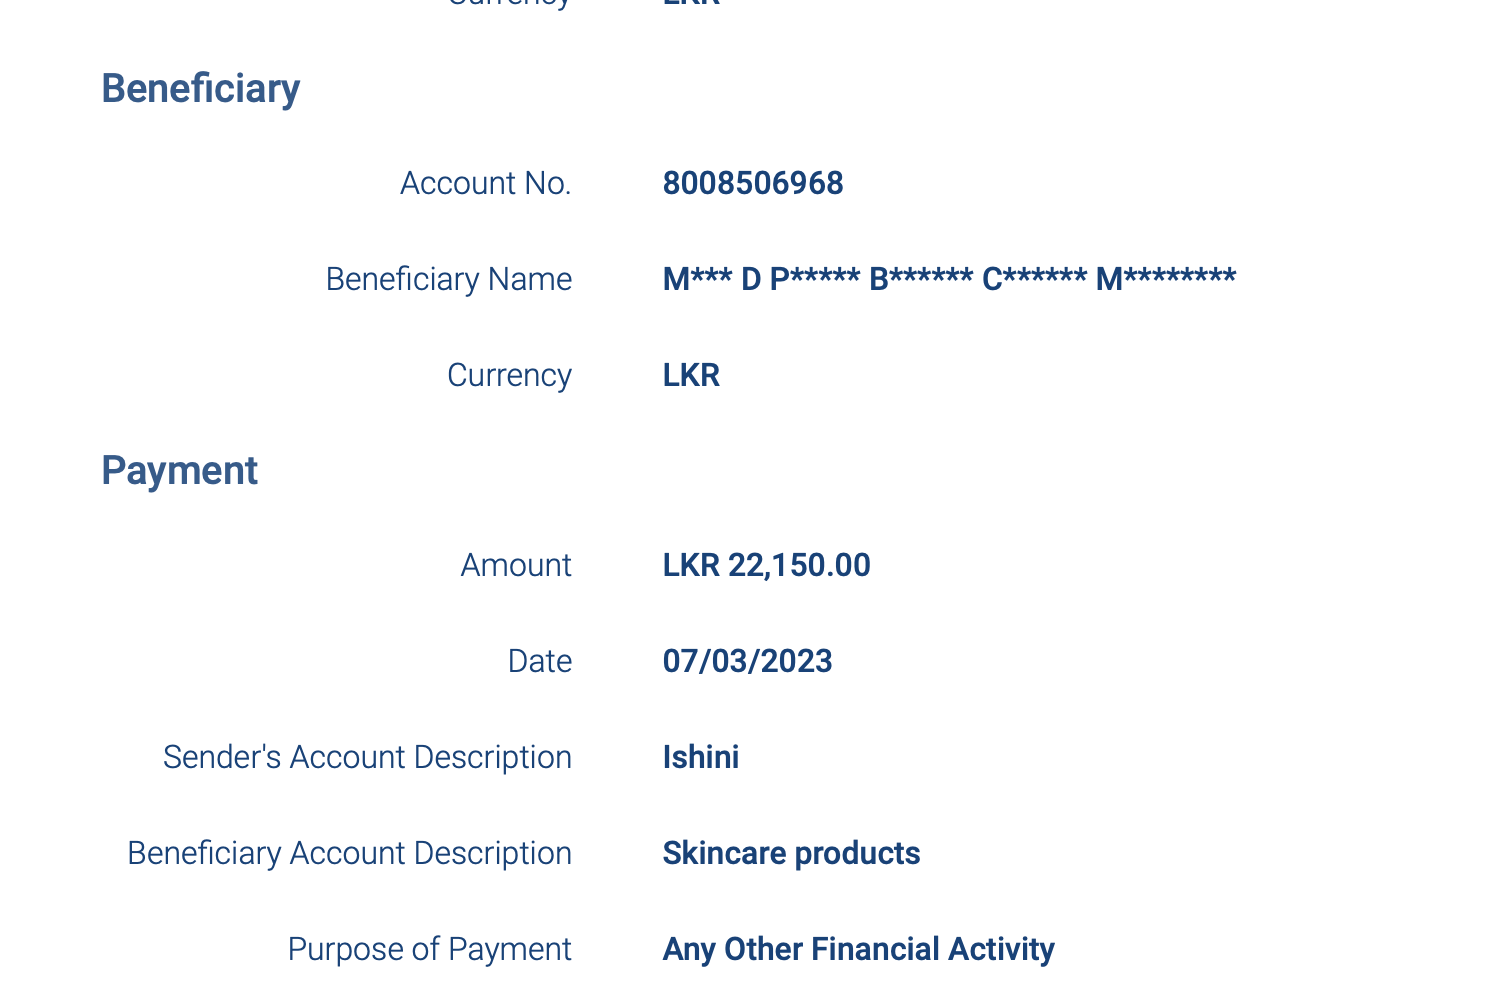 Currency LKR
Beneficiary
Account No. 8008506968
Beneficiary Name M*** D P***** B****** C****** M********
Currency LKR
Payment
Amount LKR 22,150.00
Date 07/03/2023
Sender's Account Description Ishini
Beneficiary Account Description Skincare products
Purpose of Payment Any Other Financial Activity